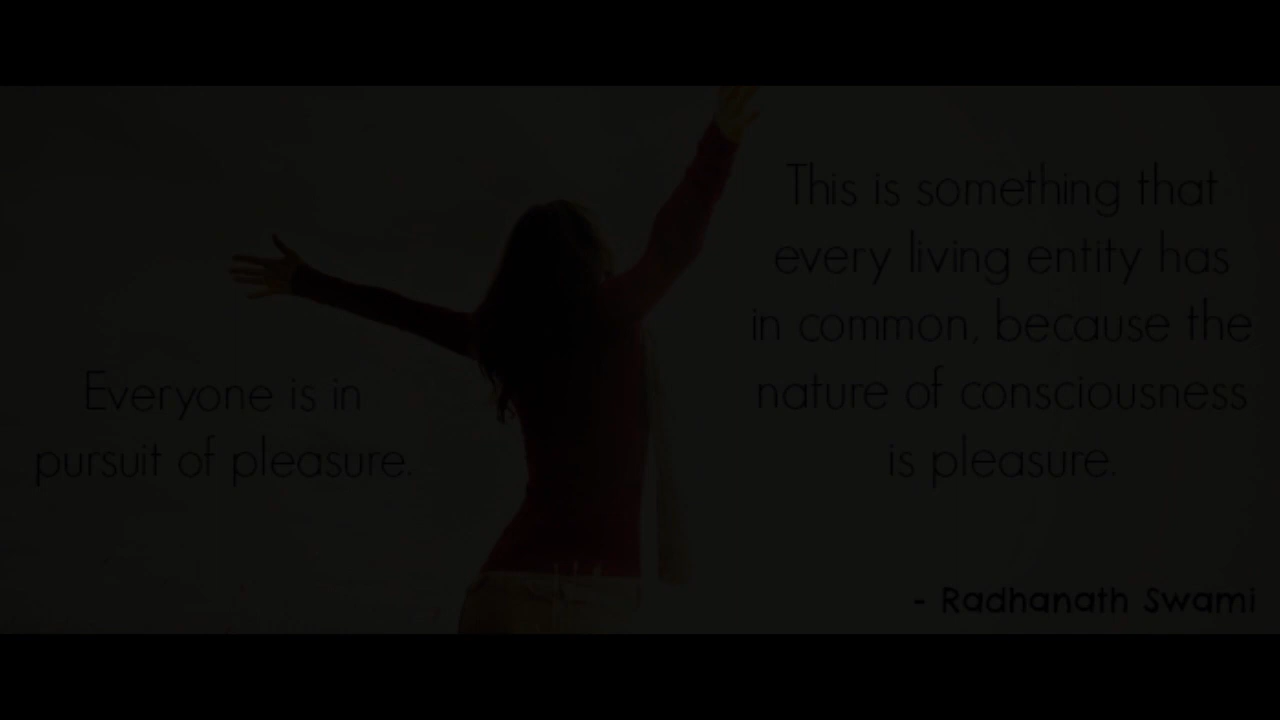 Everyone is in
pursuit of pleasure.
This is something that
every living entity has
in common, because the
nature of consciousness
is pleasure.
- Radhanath Swami